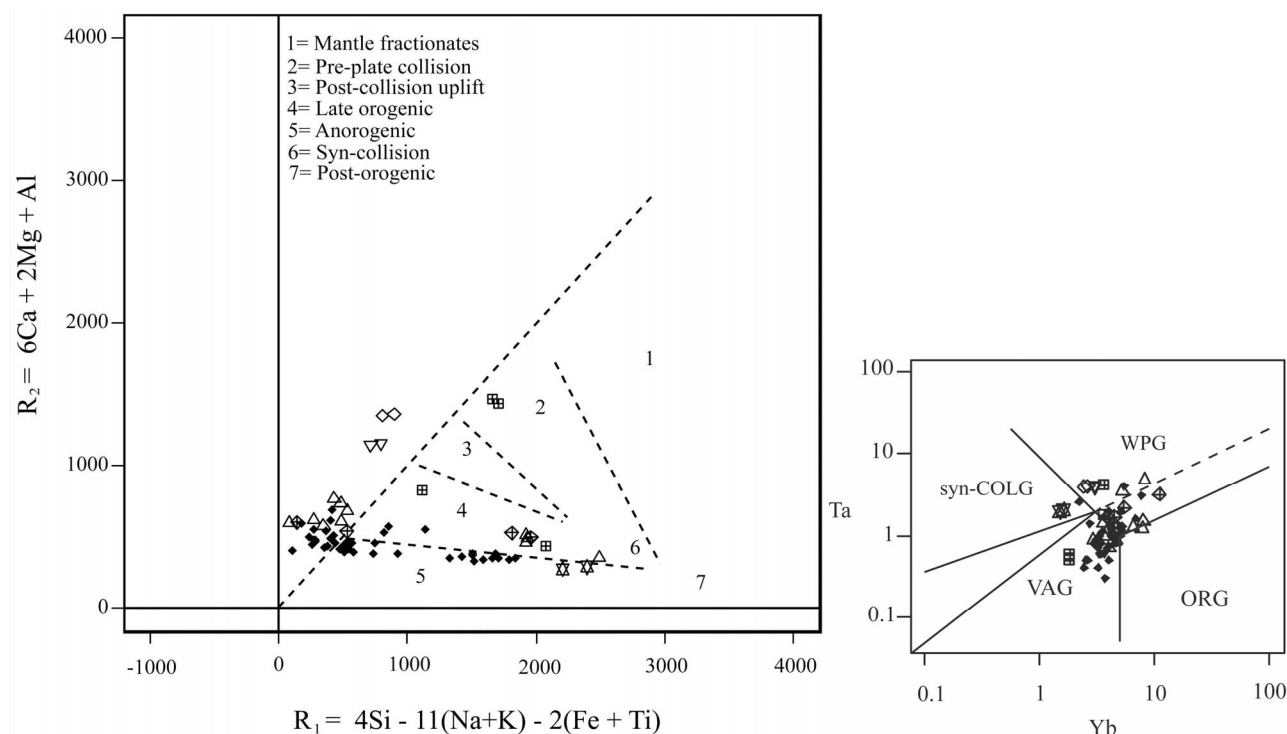 4000
3000
2000
1000
0
R2 = 6Ca + 2Mg + Al
1= Mantle fractionates
2= Pre-plate collision
3= Post-collision uplift
4= Late orogenic
5= Anorogenic
6= Syn-collision
7= Post-orogenic
1
2
3
4
5
6
7
-1000
0
1000
2000
3000
4000
R1 = 4Si - 11(Na+K) - 2(Fe + Ti)
100
10
1
0.1
Ta
WPG
syn-COLG
VAG
ORG
0.1
1
10
100
Yb